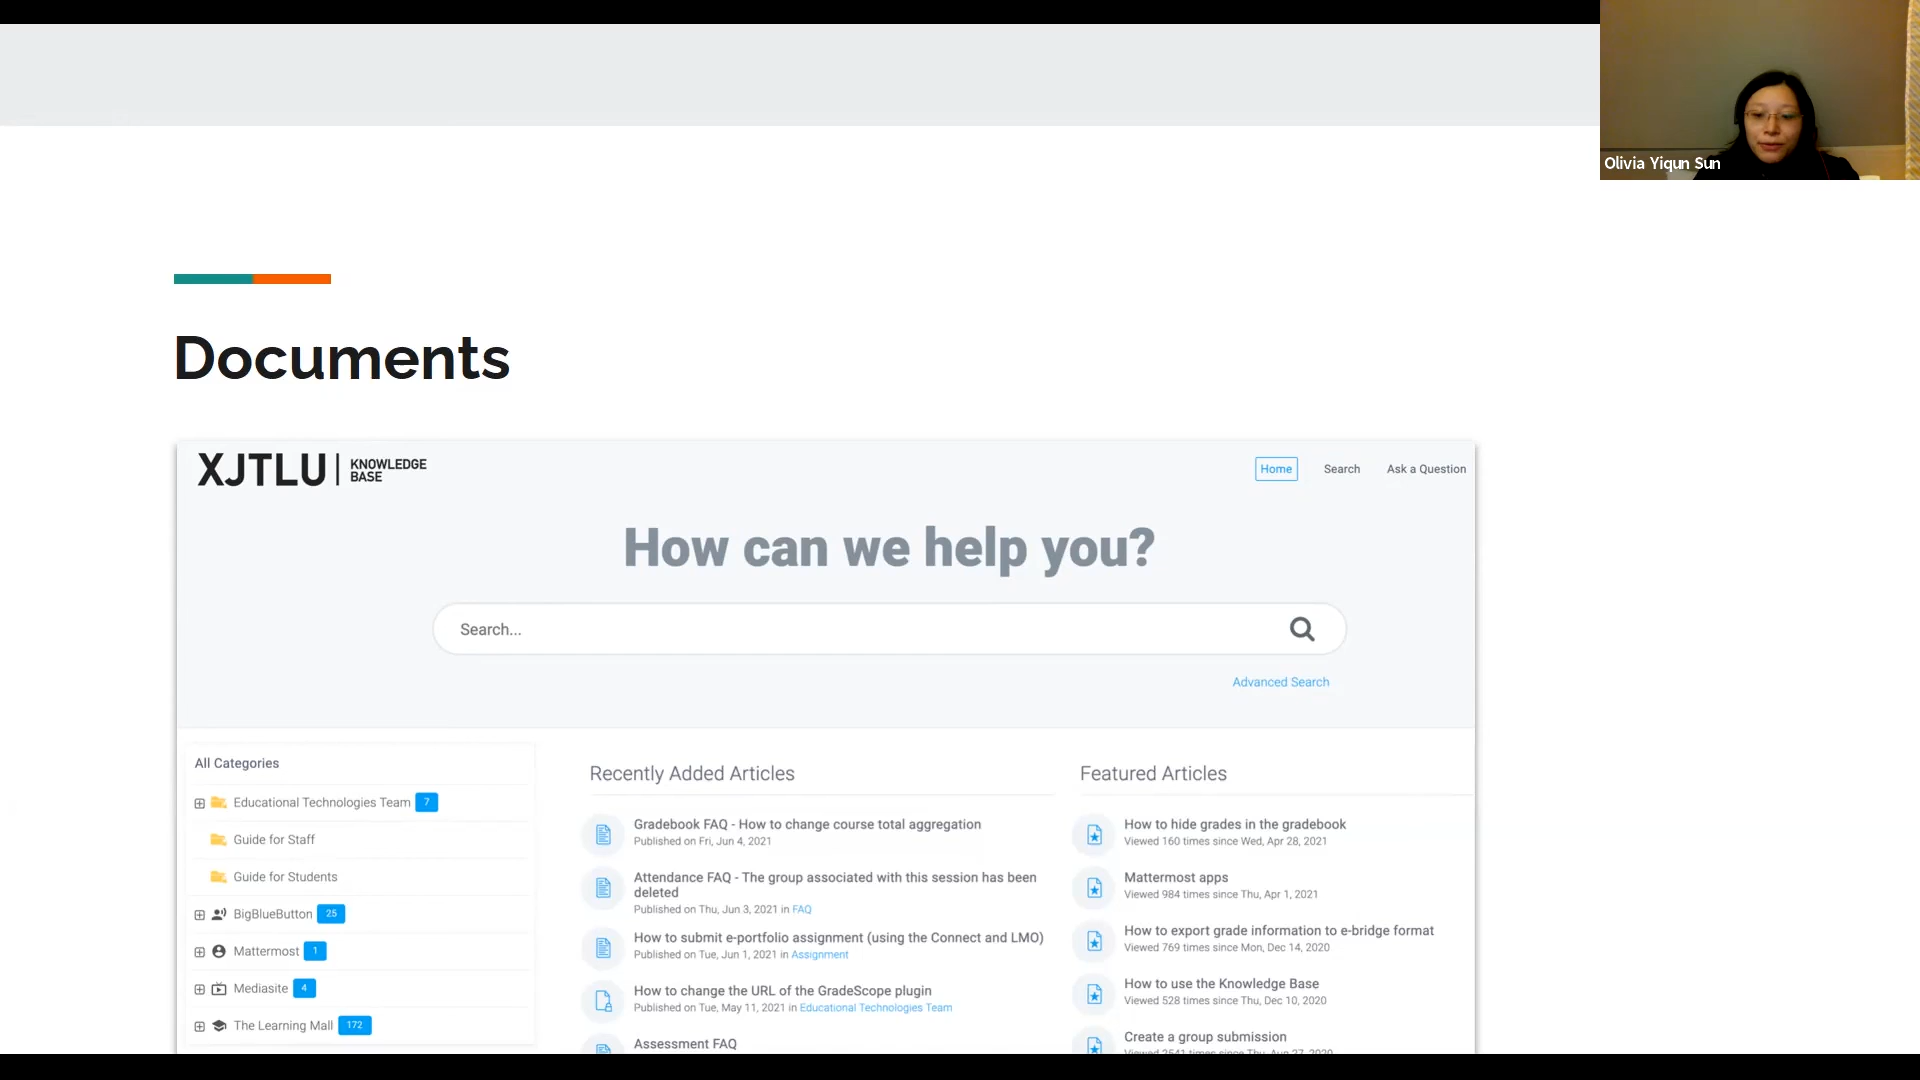 Olivia Yiqun Sun
Documents
XJTLU | KNOWLEDGE
BASE
Home
Search
Ask a Question
How can we help you?
Search...
Advanced Search
All Categories
Educational Technologies Team 7
Guide for Staff
Guide for Students
BigBlueButton 25
Mattermost 1
Mediasite 4
The Learning Mall 172
Recently Added Articles
Gradebook FAQ - How to change course total aggregation
Published on Fri, Jun 4, 2021
Attendance FAQ - The group associated with this session has been
deleted
Published on Thu, Jun 3, 2021 in FAQ
How to submit e-portfolio assignment (using the Connect and LMO)
Published on Tue, Jun 1, 2021 in Assignment
How to change the URL of the GradeScope plugin
Published on Tue, May 11, 2021 in Educational Technologies Team
Assessment FAQ
Featured Articles
How to hide grades in the gradebook
Viewed 160 times since Wed, Apr 28, 2021
Mattermost apps
Viewed 984 times since Thu, Apr 1, 2021
How to export grade information to e-bridge format
Viewed 769 times since Mon, Dec 14, 2020
How to use the Knowledge Base
Viewed 528 times since Thu, Dec 10, 2020
Create a group submission
Viewed 2541 times since Thu, Aug 27, 2020